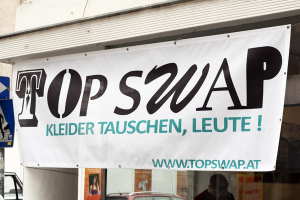 TOP SWAP
KLEIDER TAUSCHEN, LEUTE !
WWW.TOPSWAP.AT